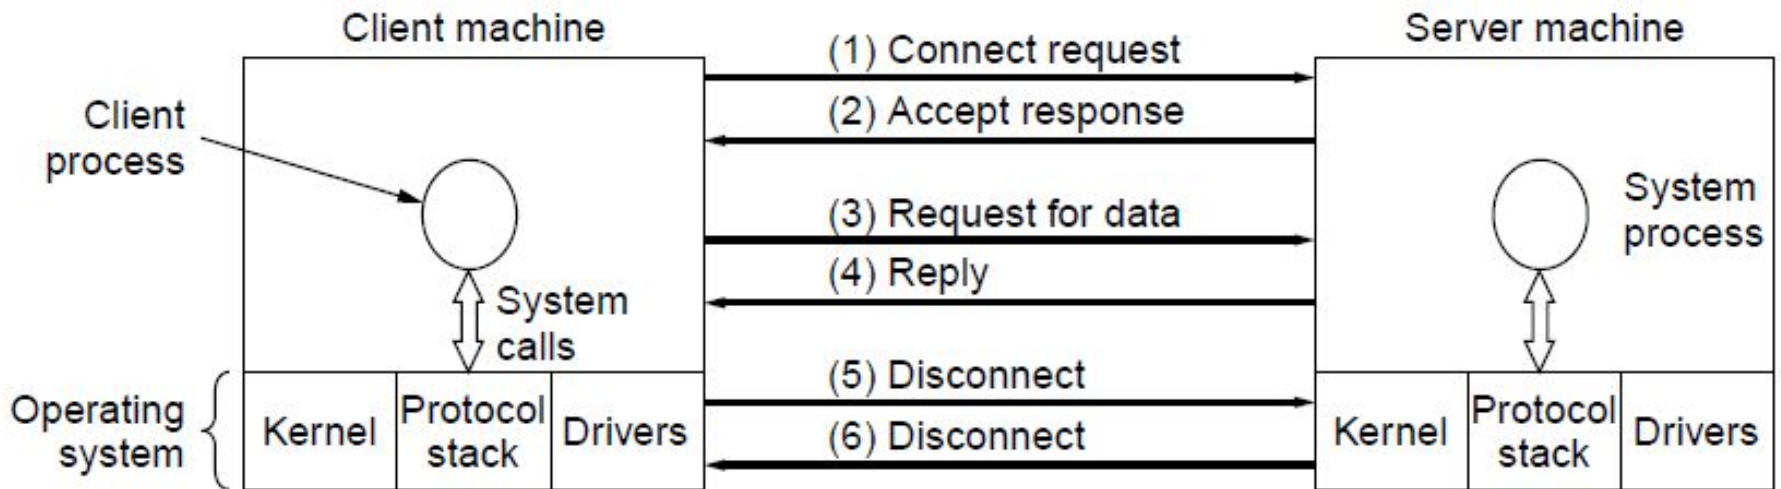 Client machine
Server machine
(1) Connect request
(2) Accept response
Client
process
(3) Request for data
System
process
(4) Reply
System
calls
(5) Disconnect
Operating
system
Kernel
Protocol
stack
Drivers
(6) Disconnect
Kernel
Protocol
stack
Drivers